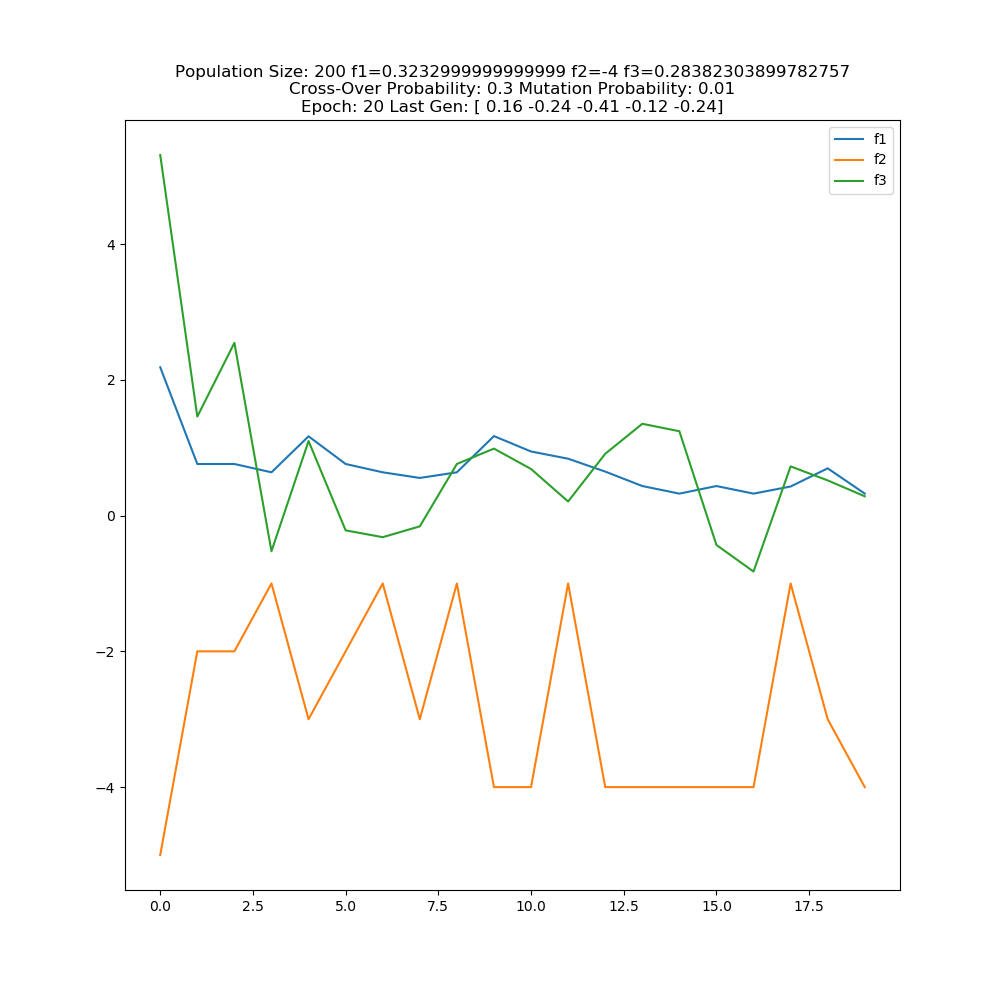 Population Size: 200 f1=0.3232999999999999 f2=-4 f3=0.28382303899782757
Cross-Over Probability: 0.3 Mutation Probability: 0.01
Epoch: 20 Last Gen: [ 0.16 -0.24 -0.41 -0.12 -0.24]
f1
f2
f3
4
2
0
−2
−4
0.0 2.5 5.0 7.5 10.0 12.5 15.0 17.5